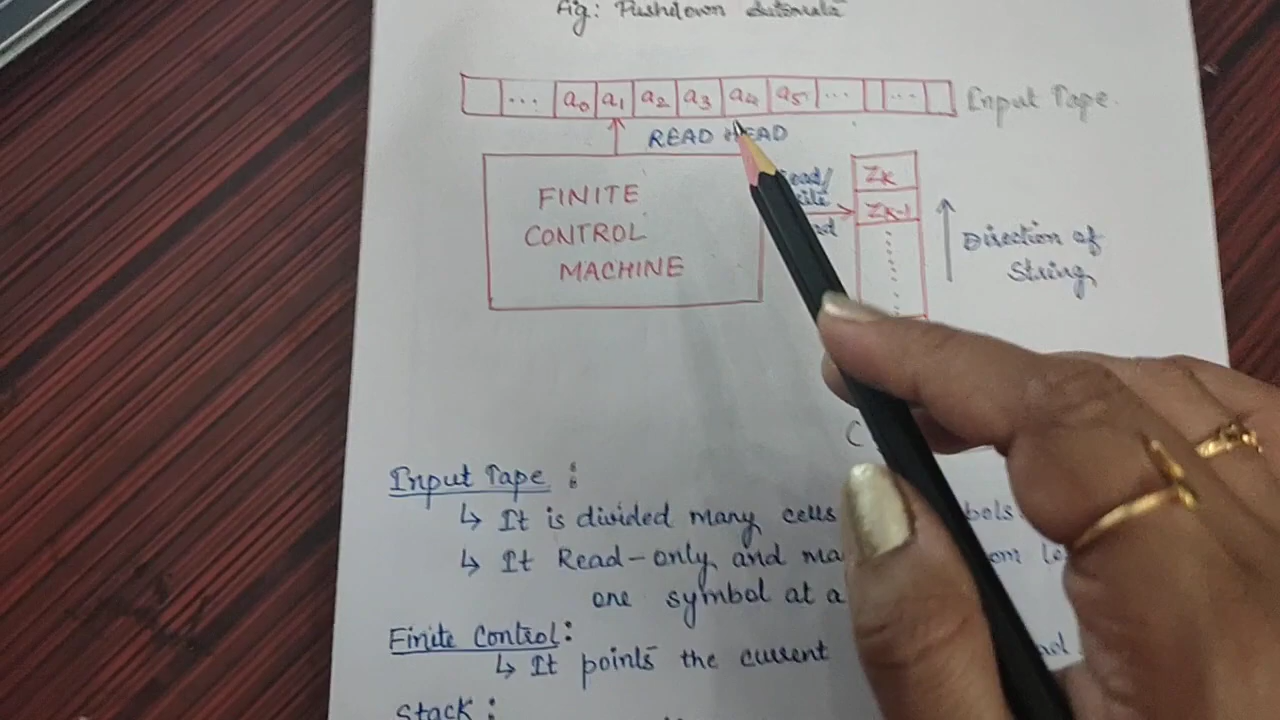 Fig: Pushdown Automata
... a0 a1 a2 a3 a4 a5 ... ... Input Tape
READ HEAD
FINITE
CONTROL
MACHINE
ZK
ZK-1
Direction of
String
Input Tape :
↳ It is divided many cells
↳ It Read-only and
one symbol at a
Finite Control:
↳ It points the current
Stack :